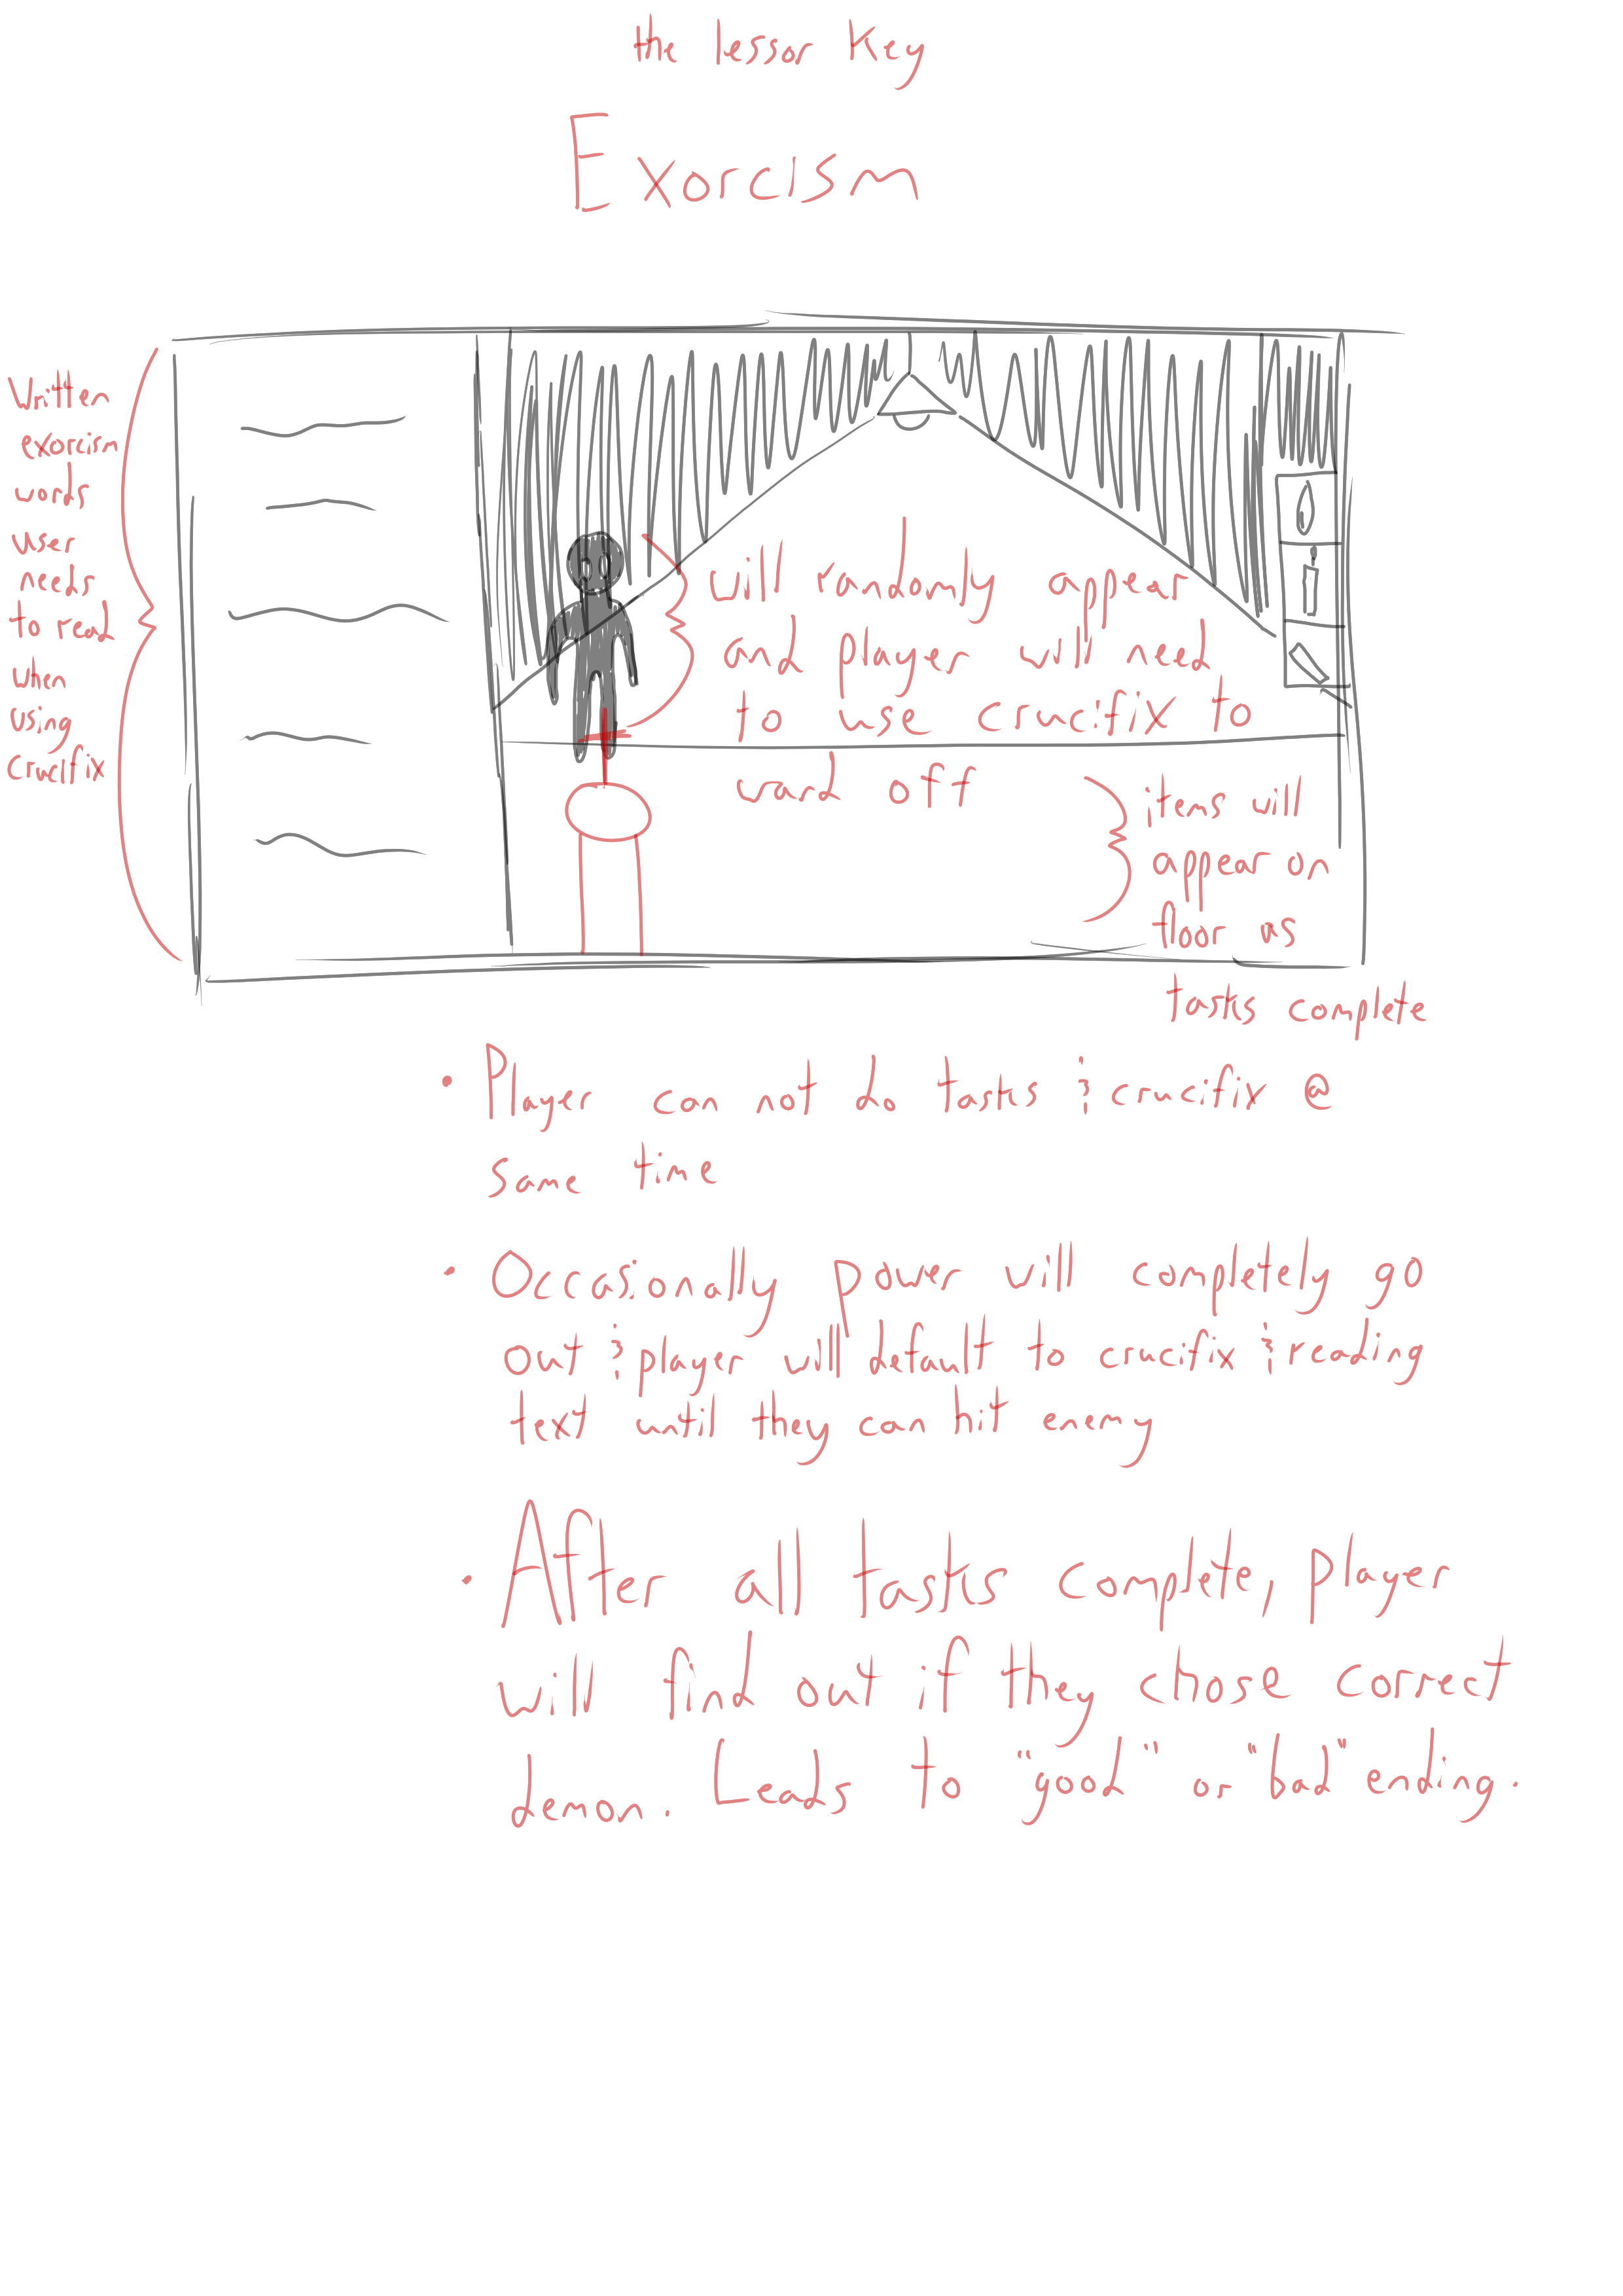 the lessor Key
Exorcism
Written
exorcism
words
user
needs
to read
when
using
crucifix
will randomly appear
and player will need
to use crucifix to
ward off
items will
appear on
floor as
tasks complete
• Player can not do tasks & crucifix @
same time
• Occasionally power will completely go
out & player will default to crucifix & reading
text until they can hit enemy
• After all tasks complete, player
will find out if they chose correct
demon. Leads to "good" or "bad" ending.